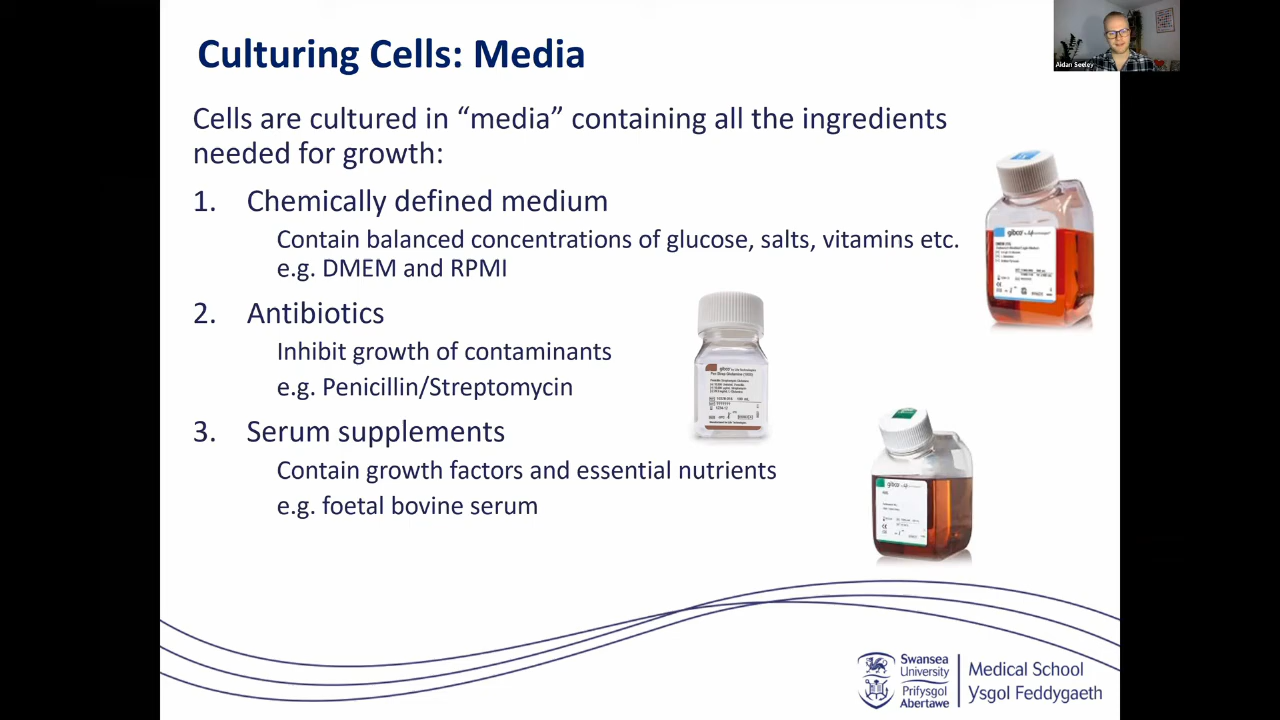 Culturing Cells: Media
Aidan Seeley
Cells are cultured in “media” containing all the ingredients
needed for growth:
1. Chemically defined medium
Contain balanced concentrations of glucose, salts, vitamins etc.
e.g. DMEM and RPMI
2. Antibiotics
Inhibit growth of contaminants
e.g. Penicillin/Streptomycin
3. Serum supplements
Contain growth factors and essential nutrients
e.g. foetal bovine serum
gibco
gibco
gibco
Swansea
University
Prifysgol
Abertawe
Medical School
Ysgol Feddygaeth